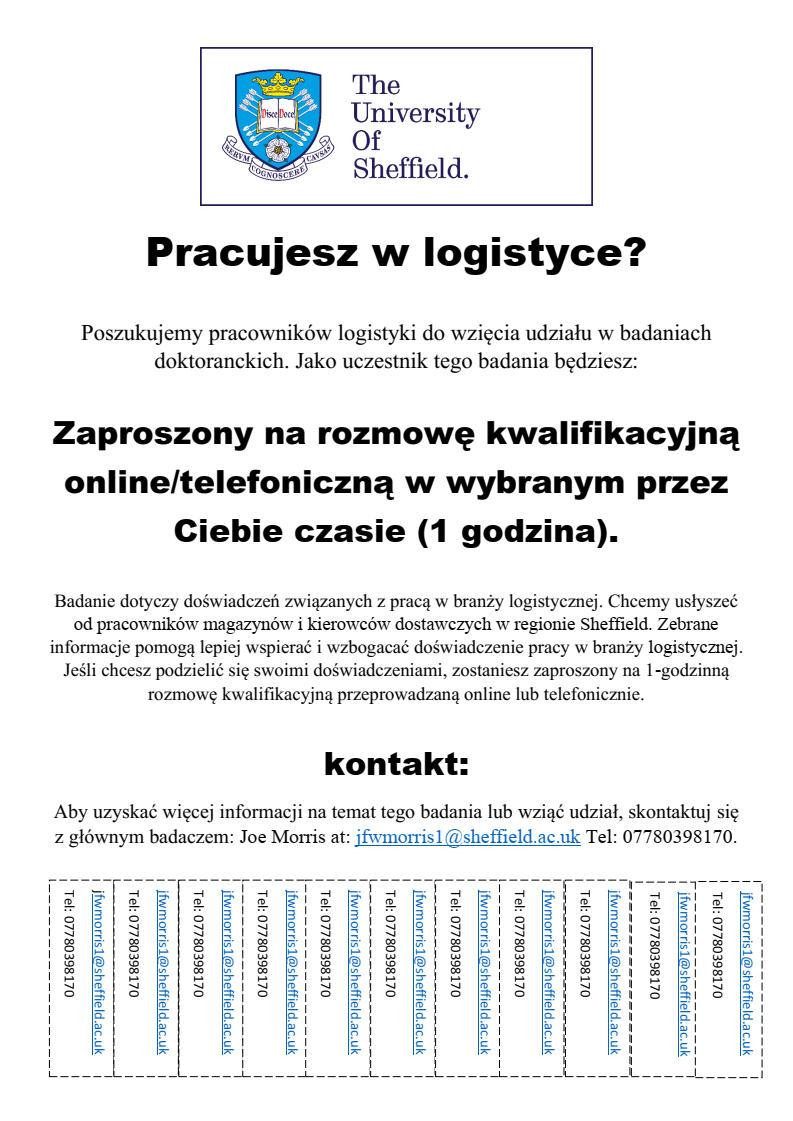 The
University
Of
Sheffield.
Disce Doce
RERVM COGNOSCERE CAVSAS
Pracujesz w logistyce?
Poszukujemy pracowników logistyki do wzięcia udziału w badaniach
doktoranckich. Jako uczestnik tego badania będziesz:
Zaproszony na rozmowę kwalifikacyjną
online/telefoniczną w wybranym przez
Ciebie czasie (1 godzina).
Badanie dotyczy doświadczeń związanych z pracą w branży logistycznej. Chcemy usłyszeć
od pracowników magazynów i kierowców dostawczych w regionie Sheffield. Zebrane
informacje pomogą lepiej wspierać i wzbogacać doświadczenie pracy w branży logistycznej.
Jeśli chcesz podzielić się swoimi doświadczeniami, zostaniesz zaproszony na 1-godzinną
rozmowę kwalifikacyjną przeprowadzaną online lub telefonicznie.
kontakt:
Aby uzyskać więcej informacji na temat tego badania lub wziąć udział, skontaktuj się
z głównym badaczem: Joe Morris at: jfwmorris1@sheffield.ac.uk Tel: 07780398170.
jfwmorris1@sheffield.ac.uk
Tel: 07780398170
jfwmorris1@sheffield.ac.uk
Tel: 07780398170
jfwmorris1@sheffield.ac.uk
Tel: 07780398170
jfwmorris1@sheffield.ac.uk
Tel: 07780398170
jfwmorris1@sheffield.ac.uk
Tel: 07780398170
jfwmorris1@sheffield.ac.uk
Tel: 07780398170
jfwmorris1@sheffield.ac.uk
Tel: 07780398170
jfwmorris1@sheffield.ac.uk
Tel: 07780398170
jfwmorris1@sheffield.ac.uk
Tel: 07780398170
jfwmorris1@sheffield.ac.uk
Tel: 07780398170
jfwmorris1@sheffield.ac.uk
Tel: 07780398170